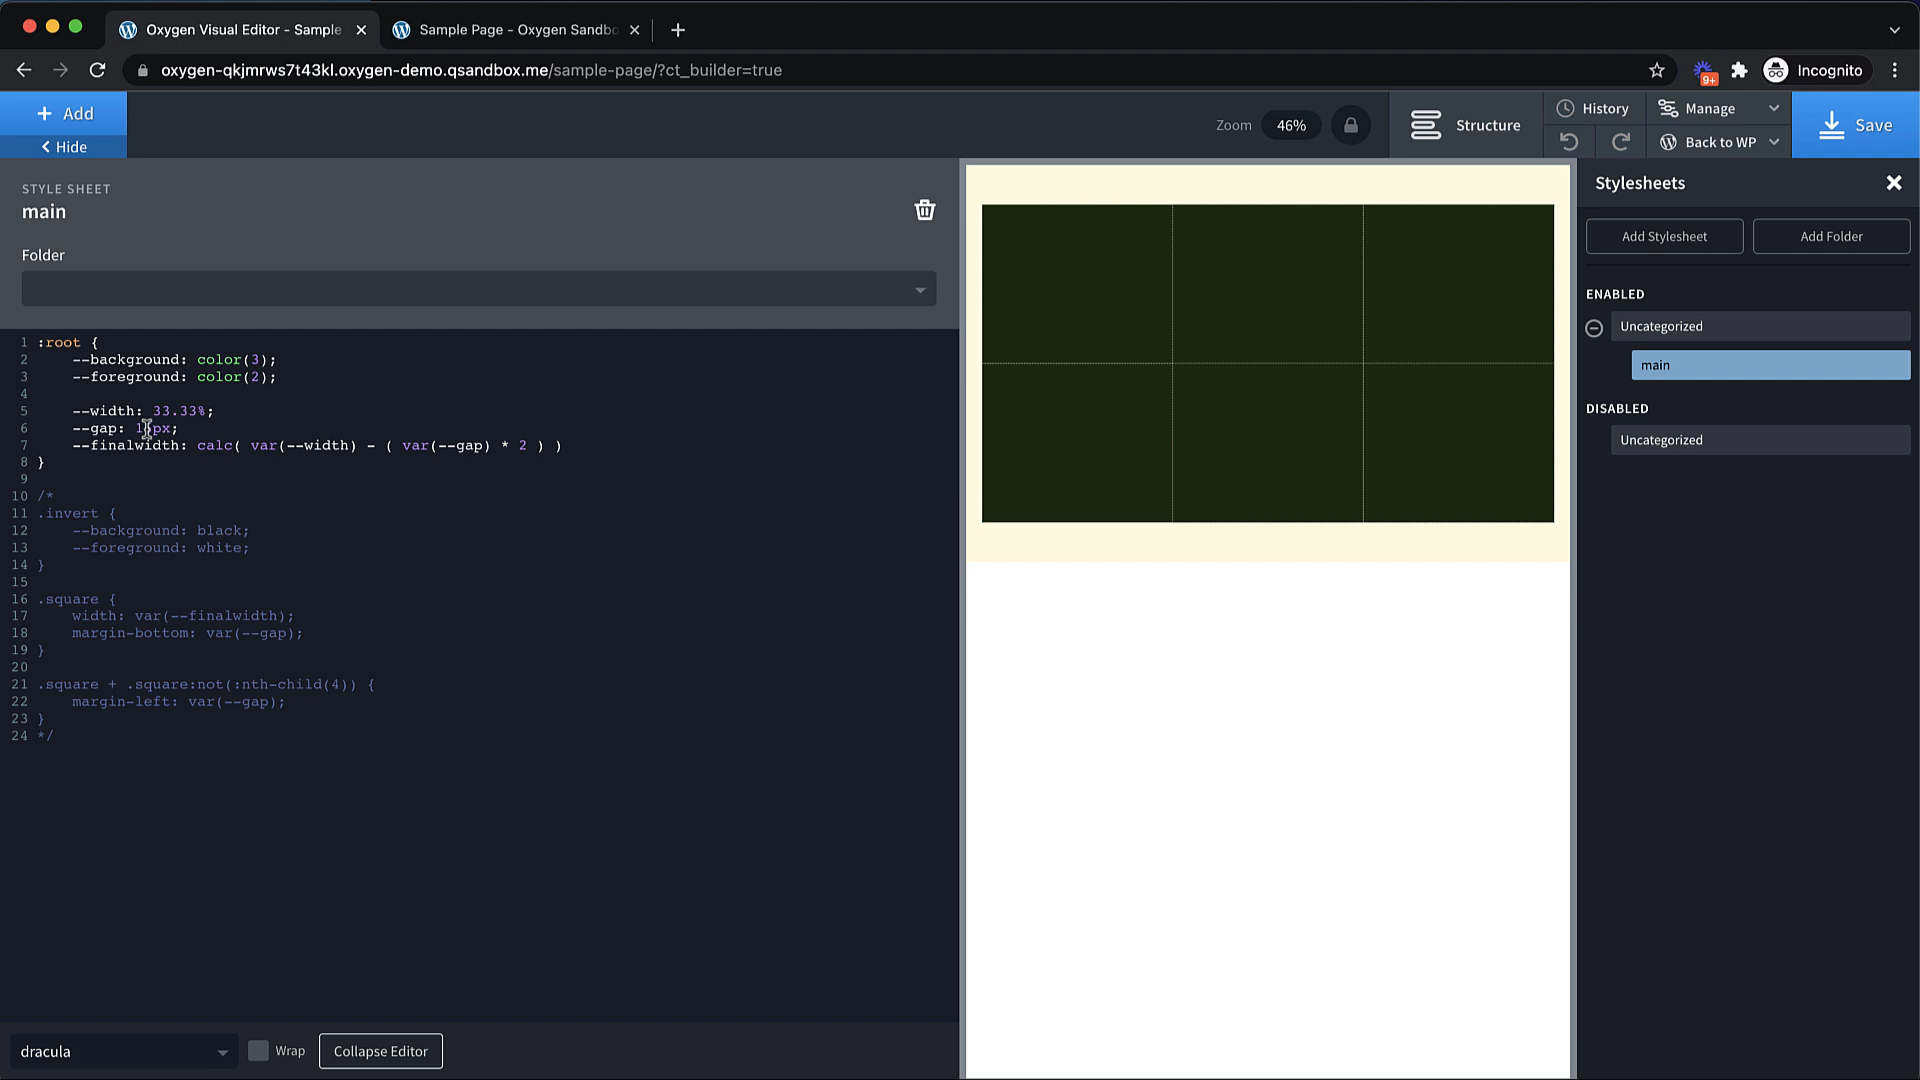 Oxygen Visual Editor - Sample
Sample Page - Oxygen Sandbo
oxygen-qkjmrws7t43kl.oxygen-demo.qsandbox.me/sample-page/?ct_builder=true
9+
Incognito
+ Add
Hide
Zoom
46%
Structure
History
Manage
Back to WP
Save
STYLE SHEET
main
Folder
1 :root {
2 --background: color(3);
3 --foreground: color(2);
4
5 --width: 33.33%;
6 --gap: px;
7 --finalwidth: calc( var(--width) - ( var(--gap) * 2 ) )
8 }
9
10 /*
11 .invert {
12 --background: black;
13 --foreground: white;
14 }
15
16 .square {
17 width: var(--finalwidth);
18 margin-bottom: var(--gap);
19 }
20
21 .square + .square:not(:nth-child(4)) {
22 margin-left: var(--gap);
23 }
24 */
dracula
Wrap
Collapse Editor
Stylesheets
Add Stylesheet
Add Folder
ENABLED
Uncategorized
main
DISABLED
Uncategorized